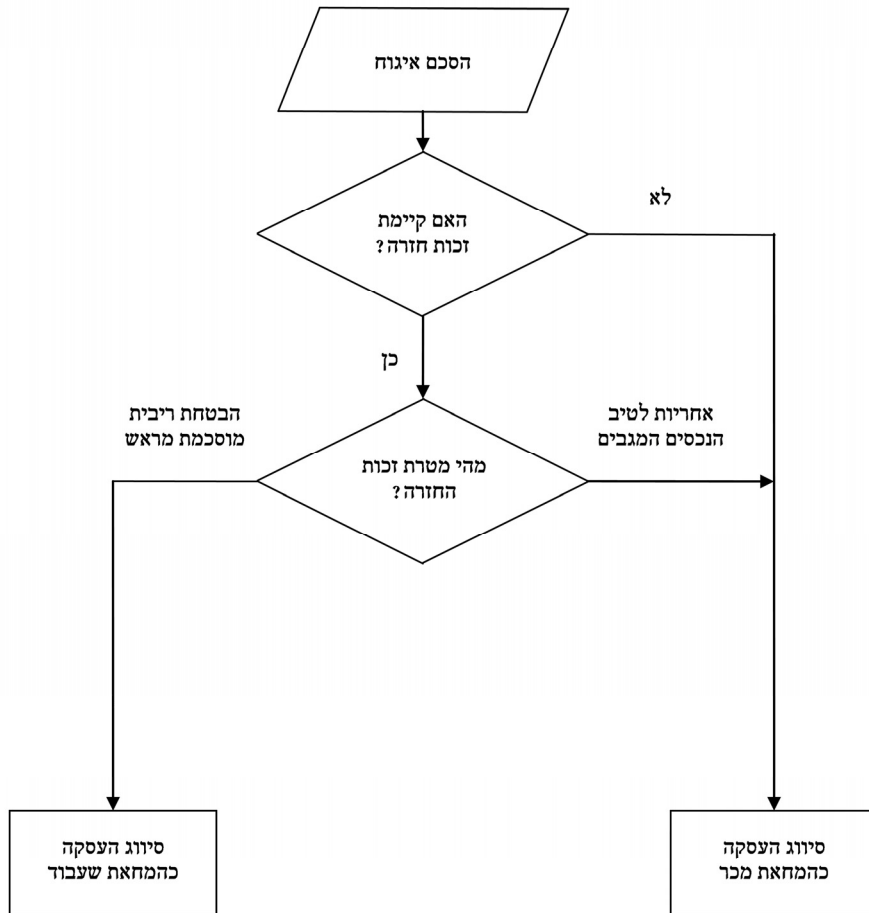 הסכם איגוח
האם קיימת
זכות חזרה?
לא
כן
אחריות לטיב
הנכסים המגבים
הבטחת ריבית
מוסכמת מראש
מהי מטרת זכות
החזרה?
סיווג העסקה
כהמחאת מכר
סיווג העסקה
כהמחאת שעבוד